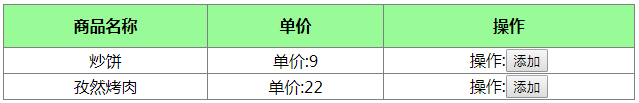 商品名称 单价 操作
炒饼 单价:9 操作:添加
孜然烤肉 单价:22 操作:添加